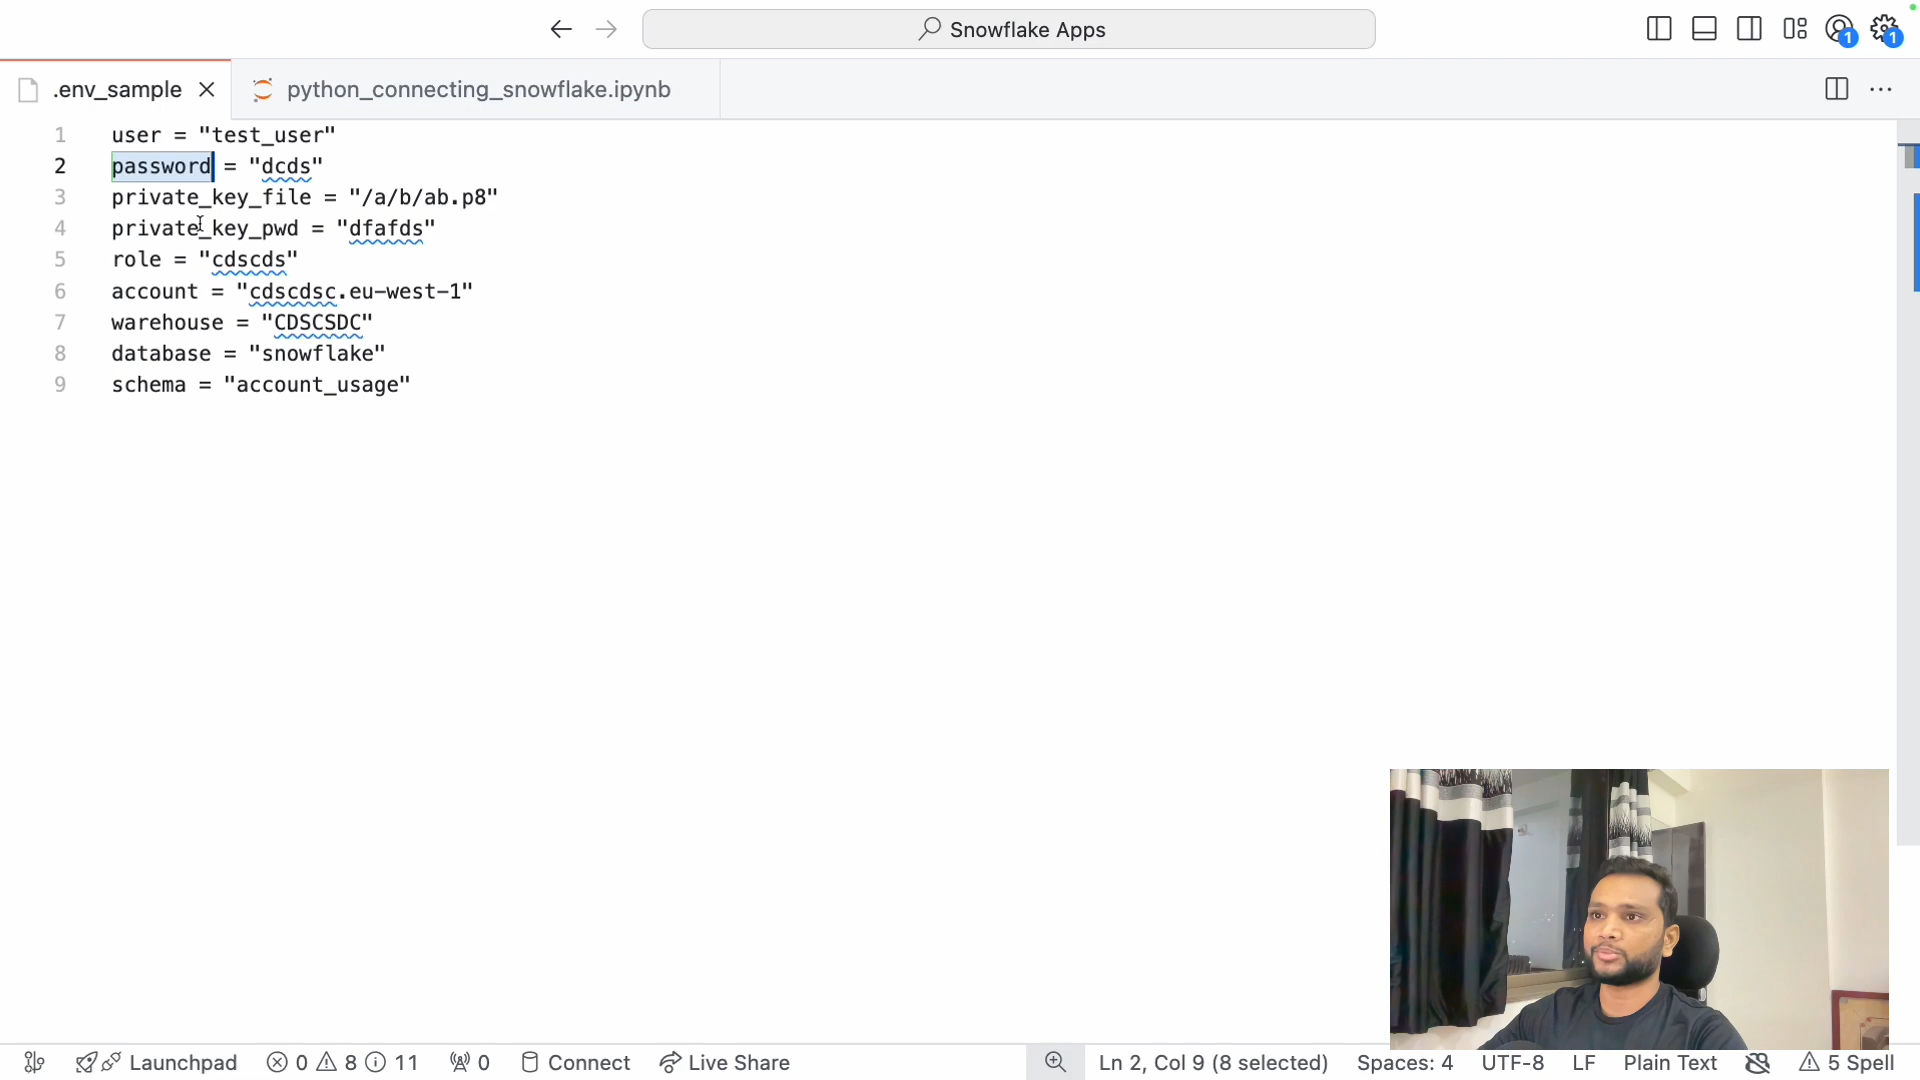 Snowflake Apps
1
1
.env_sample
python_connecting_snowflake.ipynb
1 user = "test_user"
2 password = "dcds"
3 private_key_file = "/a/b/ab.p8"
4 private_key_pwd = "dfafds"
5 role = "cdscds"
6 account = "cdscdsc.eu-west-1"
7 warehouse = "CDSCSDC"
8 database = "snowflake"
9 schema = "account_usage"
Launchpad 0 8 11 0 Connect Live Share Ln 2, Col 9 (8 selected) Spaces: 4 UTF-8 LF Plain Text 5 Spell